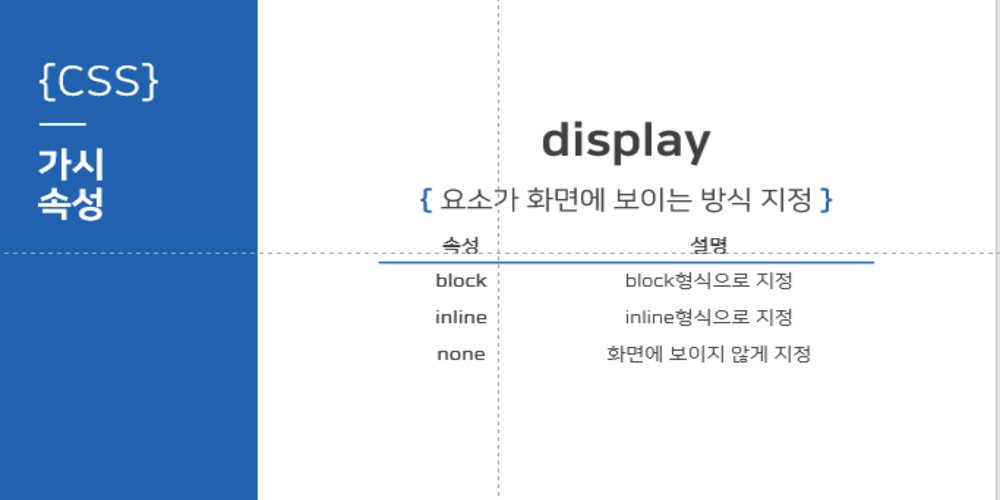 {CSS}
가시
속성
display
{ 요소가 화면에 보이는 방식 지정 }
속성 설명
block block형식으로 지정
inline inline형식으로 지정
none 화면에 보이지 않게 지정